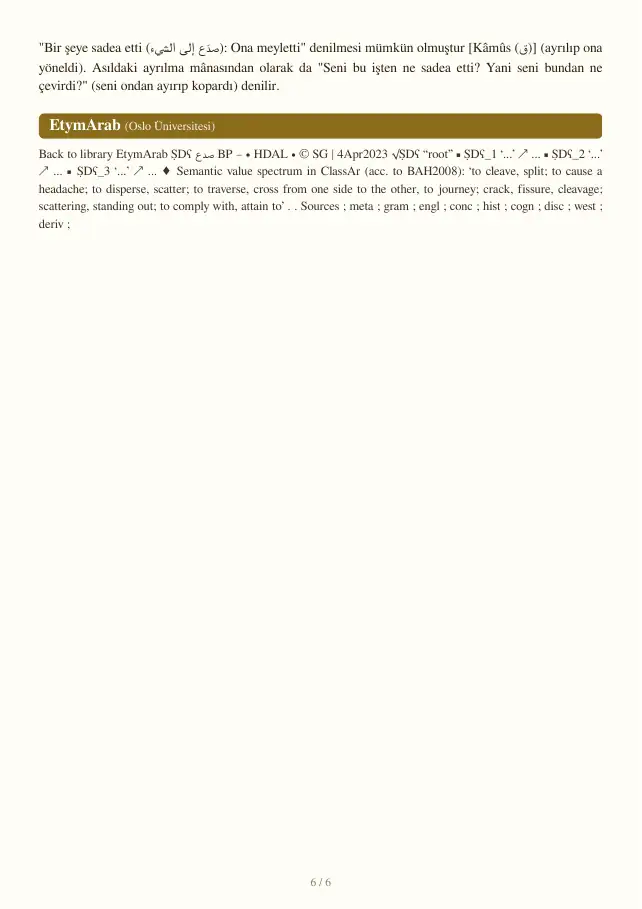 "Bir şeye sadea etti (صدَع إلى الشيء): Ona meyletti" denilmesi mümkün olmuştur [Kâmûs (ق)] (ayrılıp ona
yöneldi). Asıldaki ayrılma mânasından olarak da "Seni bu işten ne sadea etti? Yani seni bundan ne
çevirdi?" (seni ondan ayırıp kopardı) denilir.
EtymArab (Oslo Üniversitesi)
Back to library EtymArab ṢDʕ صدع BP – • HDAL • © SG | 4Apr2023 √ṢDʕ “root” ▪ ṢDʕ_1 ‘...’ ↗ ... ▪ ṢDʕ_2 ‘...’
↗ ... ▪ ṢDʕ_3 ‘...’ ↗ ... ♦ Semantic value spectrum in ClassAr (acc. to BAH2008): ‘to cleave, split; to cause a
headache; to disperse, scatter; to traverse, cross from one side to the other, to journey; crack, fissure, cleavage;
scattering, standing out; to comply with, attain to’ . . Sources ; meta ; gram ; engl ; conc ; hist ; cogn ; disc ; west ;
deriv ;
6 / 6